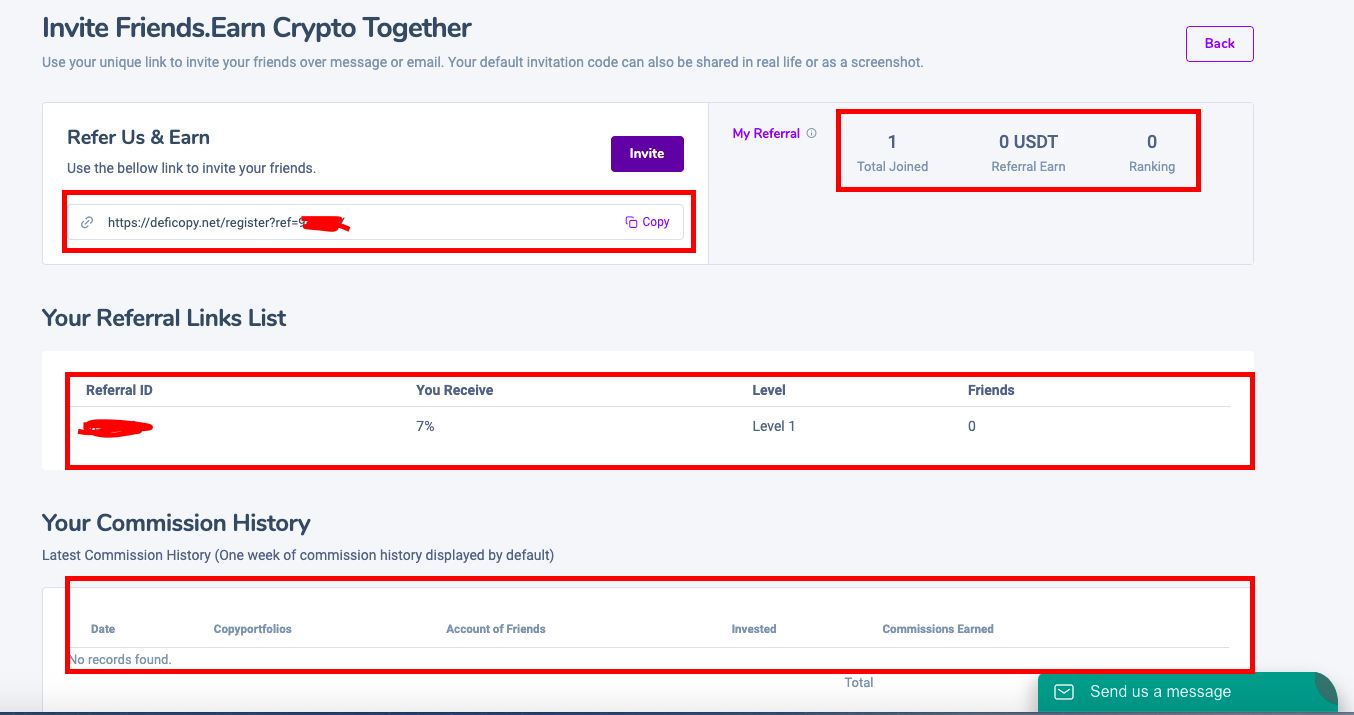 Invite Friends.Earn Crypto Together
Back
Use your unique link to invite your friends over message or email. Your default invitation code can also be shared in real life or as a screenshot.
Refer Us & Earn
Invite
Use the bellow link to invite your friends.
https://deficopy.net/register?ref=9
Copy
My Referral
1
0 USDT
0
Total Joined
Referral Earn
Ranking
Your Referral Links List
Referral ID
You Receive
Level
Friends
7%
Level 1
0
Your Commission History
Latest Commission History (One week of commission history displayed by default)
Date
Copyportfolios
Account of Friends
Invested
Commissions Earned
No records found.
Total
Send us a message